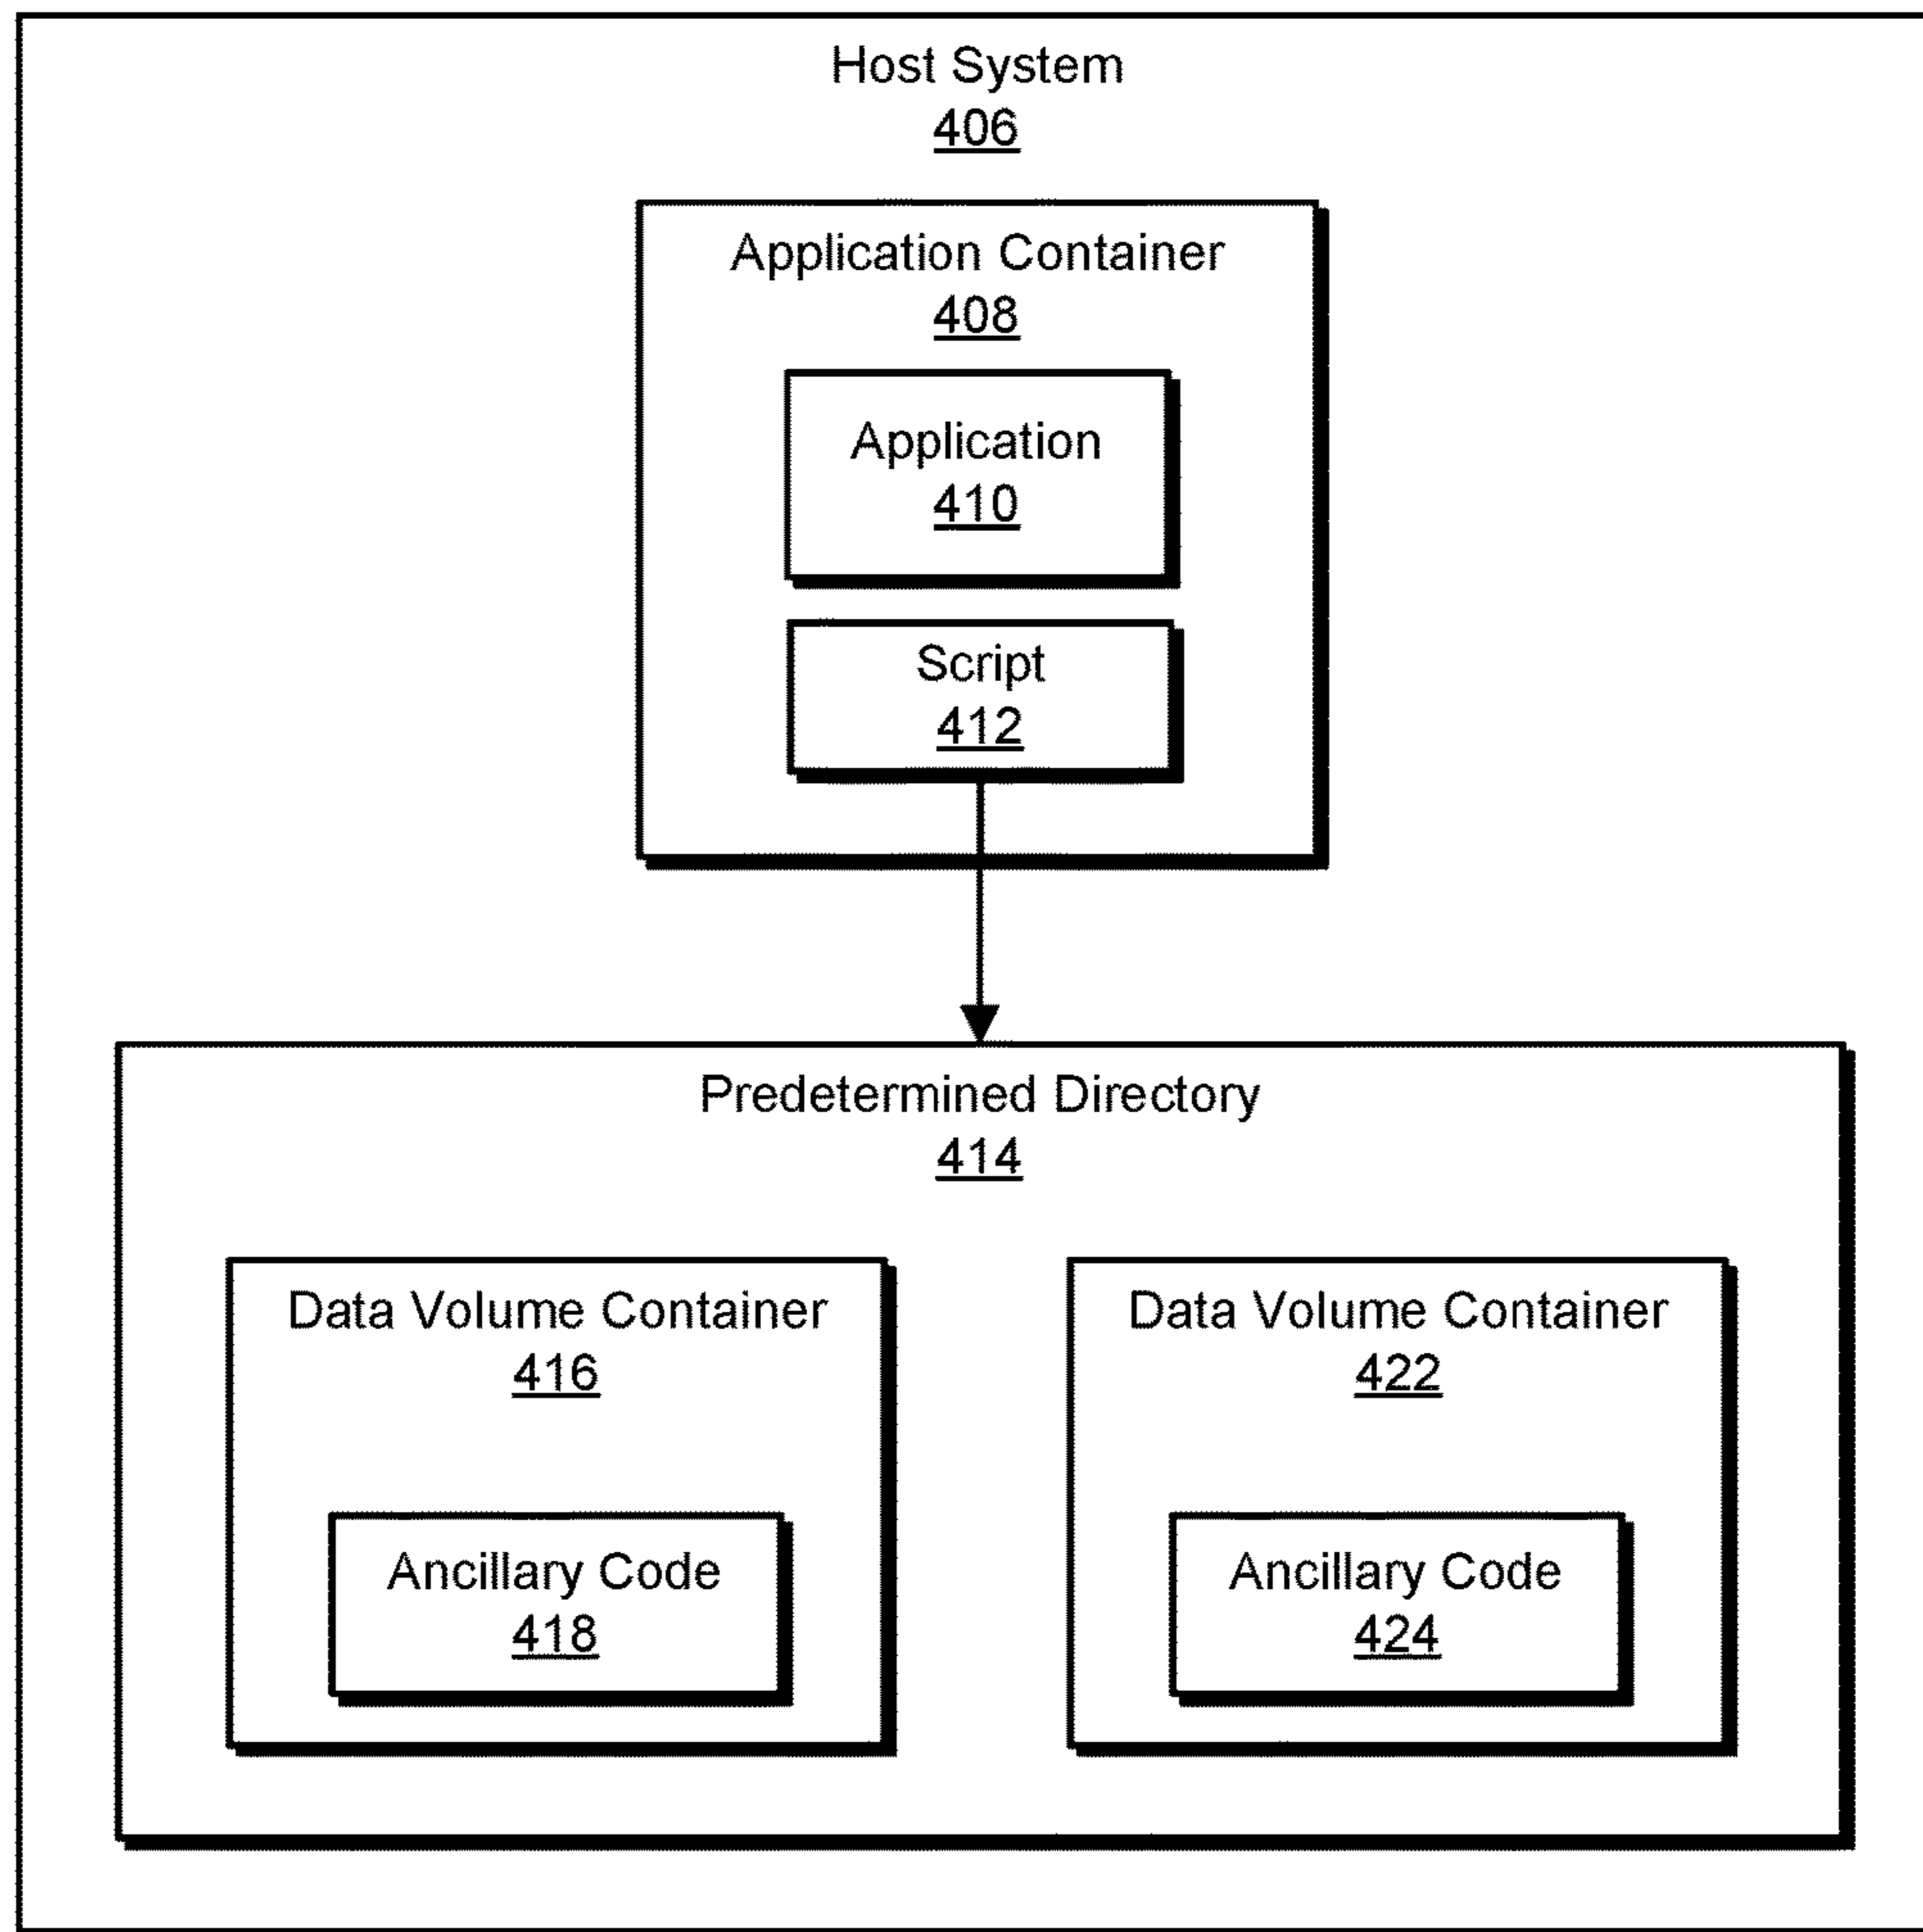 Host System
406
Application Container
408
Application
410
Script
412
Predetermined Directory
414
Data Volume Container
416
Ancillary Code
418
Data Volume Container
422
Ancillary Code
424